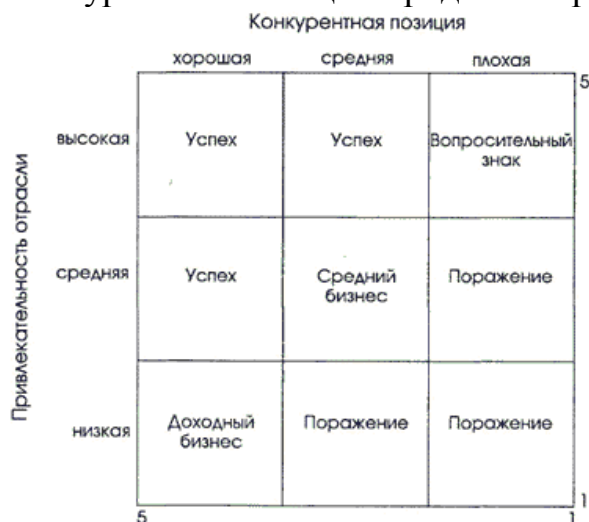 Конкурентная позиция
хорошая средняя плохая
5
высокая Успех Успех Вопросительный
знак
Привлекательность отрасли
средняя Успех Средний Поражение
бизнес
низкая Доходный Поражение Поражение
бизнес
1
5 1